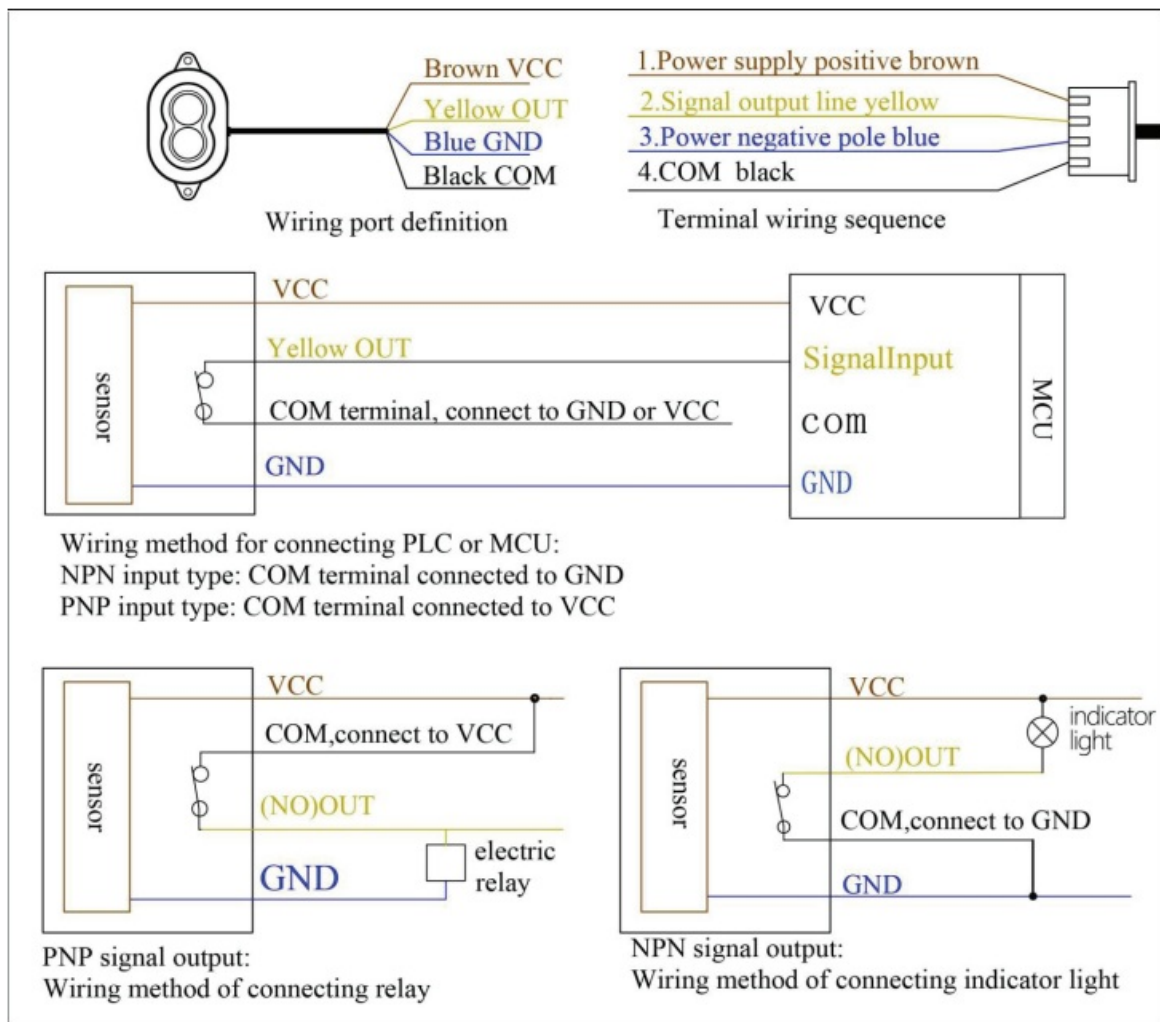 Brown VCC
Yellow OUT
Blue GND
Black COM
Wiring port definition
1.Power supply positive brown
2.Signal output line yellow
3.Power negative pole blue
4.COM black
Terminal wiring sequence
sensor
VCC
Yellow OUT
COM terminal, connect to GND or VCC
GND
VCC
SignalInput
com
GND
MCU
Wiring method for connecting PLC or MCU:
NPN input type: COM terminal connected to GND
PNP input type: COM terminal connected to VCC
sensor
VCC
COM,connect to VCC
(NO)OUT
GND
electric
relay
PNP signal output:
Wiring method of connecting relay
sensor
VCC
indicator
light
(NO)OUT
COM,connect to GND
GND
NPN signal output:
Wiring method of connecting indicator light